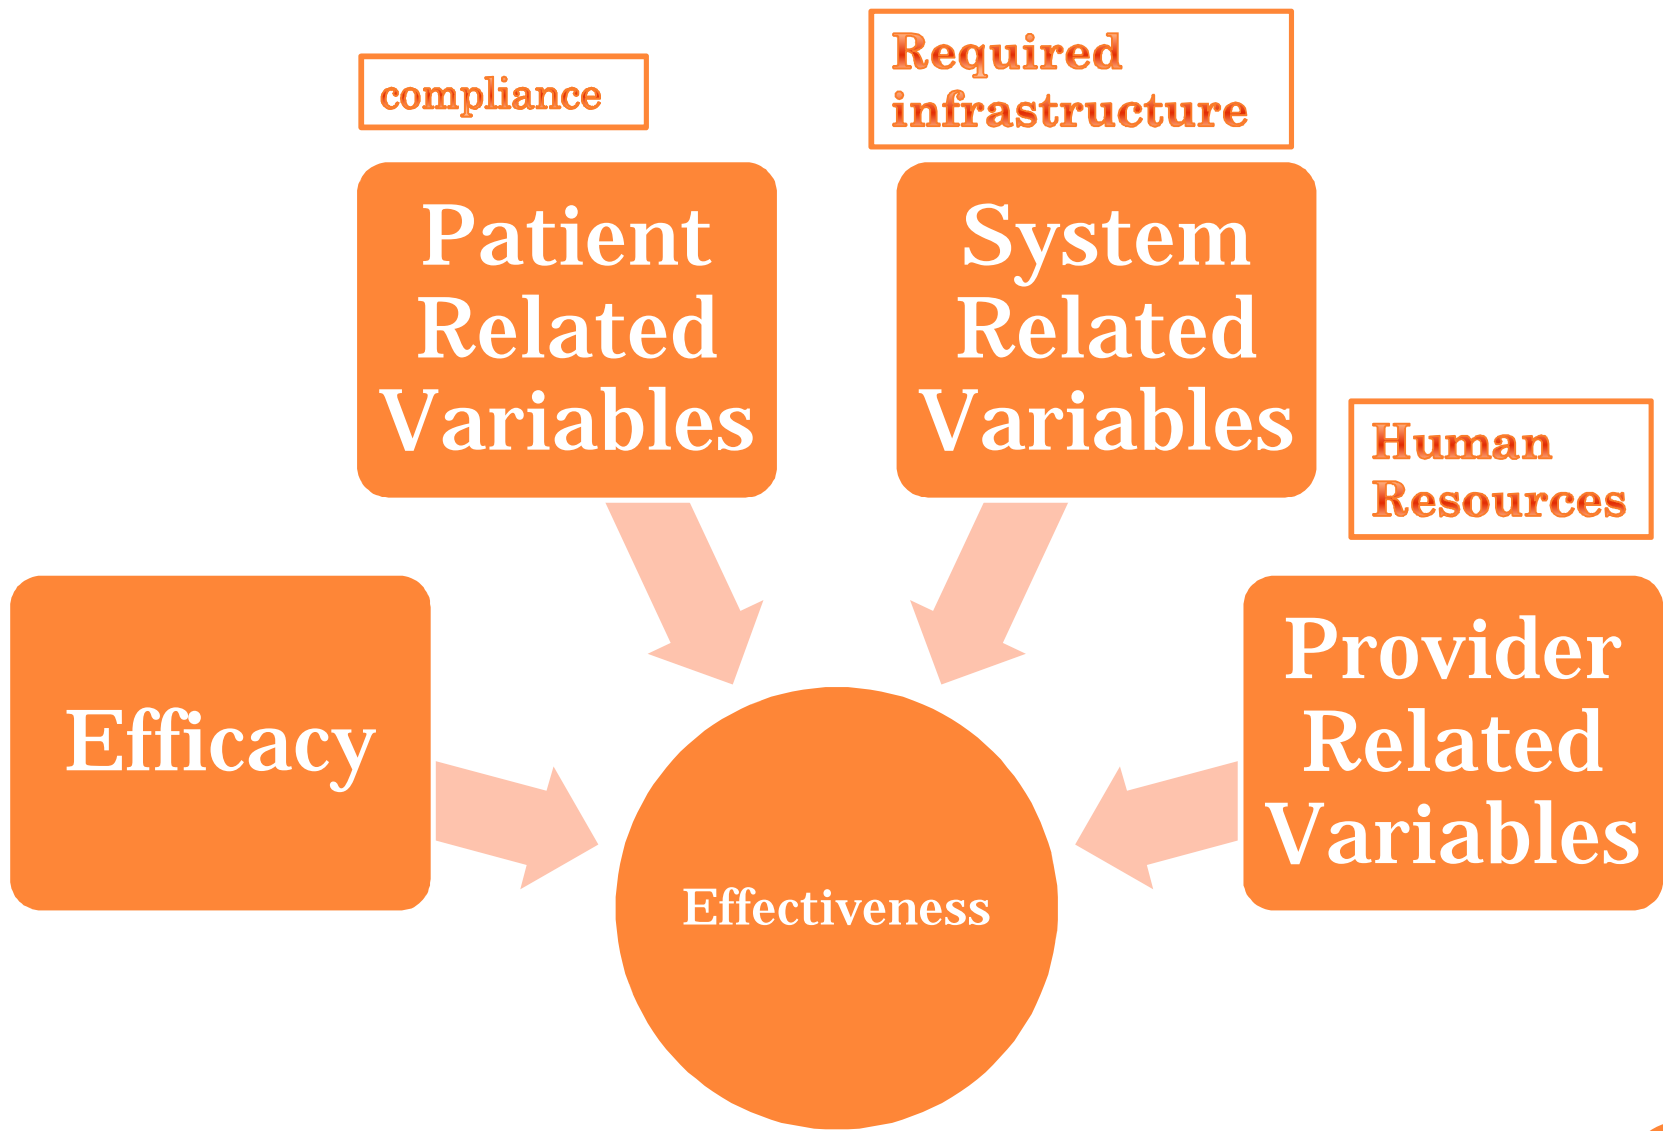 compliance
Required
infrastructure
Patient
Related
Variables
System
Related
Variables
Human
Resources
Efficacy
Provider
Related
Variables
Effectiveness